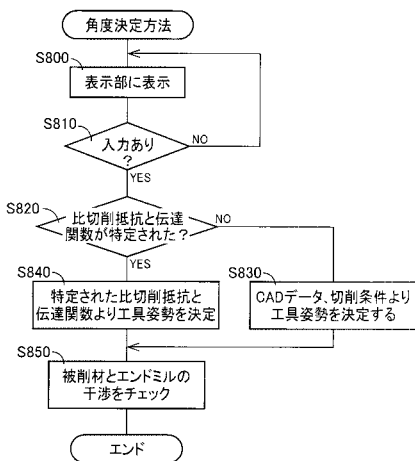 角度決定方法
S800
表示部に表示
S810
入力あり
?
NO
YES
S820
比切削抵抗と伝達
関数が特定された?
NO
YES
S840
特定された比切削抵抗と
伝達関数より工具姿勢を決定
S830
CADデータ、切削条件より
工具姿勢を決定する
S850
被削材とエンドミルの
干渉をチェック
エンド